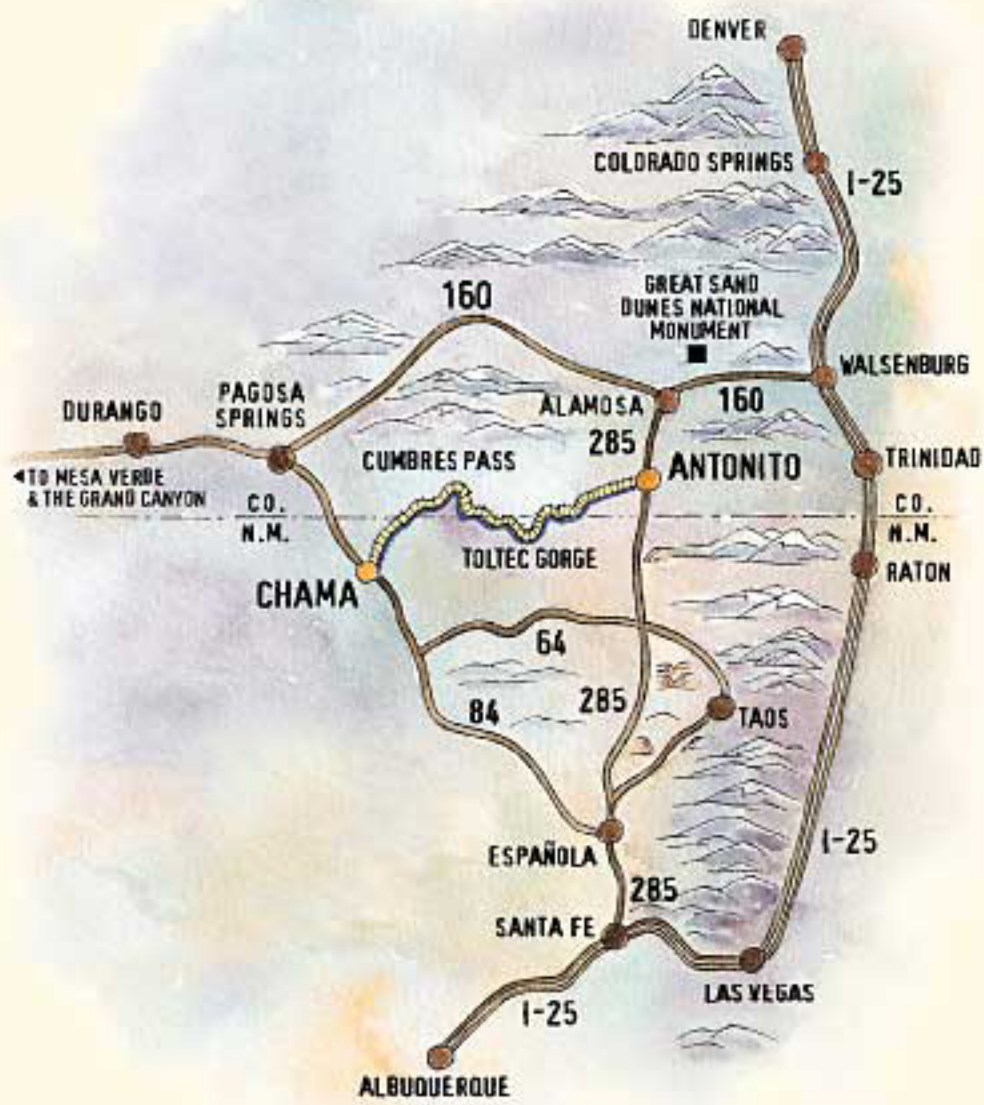 DENVER
COLORADO SPRINGS
I-25
160
GREAT SAND
DUNES NATIONAL
MONUMENT
WALSENBURG
PAGOSA
SPRINGS
DURANGO
ALAMOSA
160
285
CUMBRES PASS
ANTONITO
TRINIDAD
◄TO MESA VERDE
& THE GRAND CANYON
CO.
N.M.
CO.
N.M.
TOLTEC GORGE
RATON
CHAMA
64
84
285
TAOS
ESPAÑOLA
I-25
285
SANTA FE
LAS VEGAS
I-25
ALBUQUERQUE